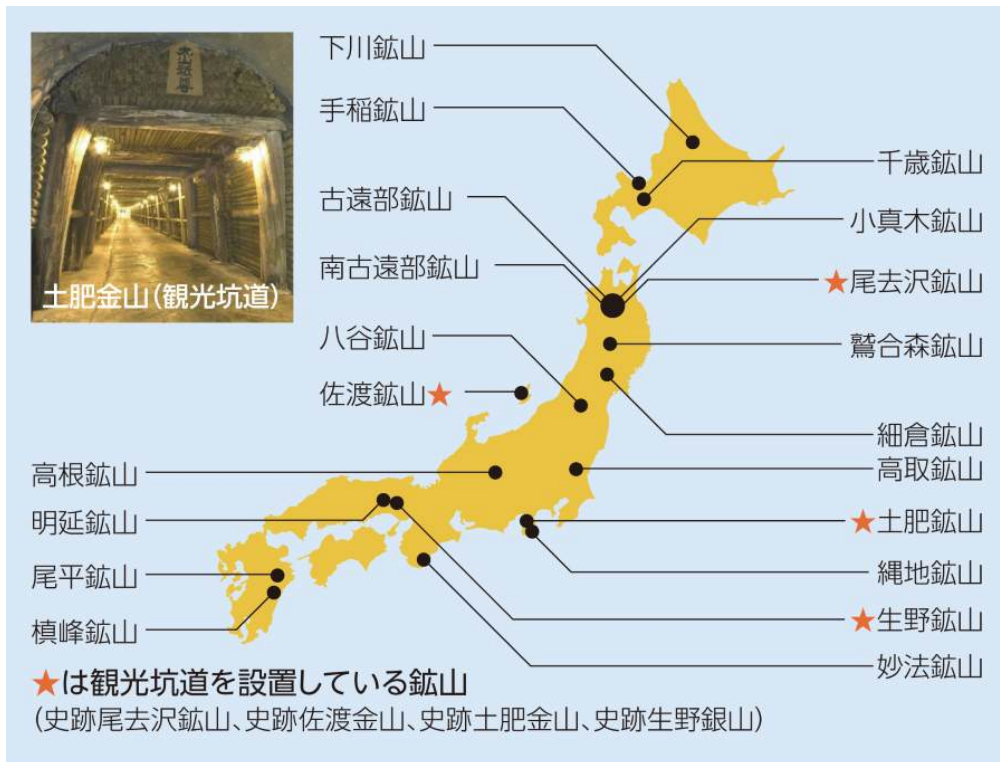 下川鉱山
手稲鉱山
古遠部鉱山
南古遠部鉱山
八谷鉱山
佐渡鉱山★
高根鉱山
明延鉱山
尾平鉱山
槙峰鉱山
千歳鉱山
小真木鉱山
★尾去沢鉱山
鷲合森鉱山
細倉鉱山
高取鉱山
★土肥鉱山
縄地鉱山
★生野鉱山
妙法鉱山
土肥金山(観光坑道)
★は観光坑道を設置している鉱山
(史跡尾去沢鉱山、史跡佐渡金山、史跡土肥金山、史跡生野銀山)